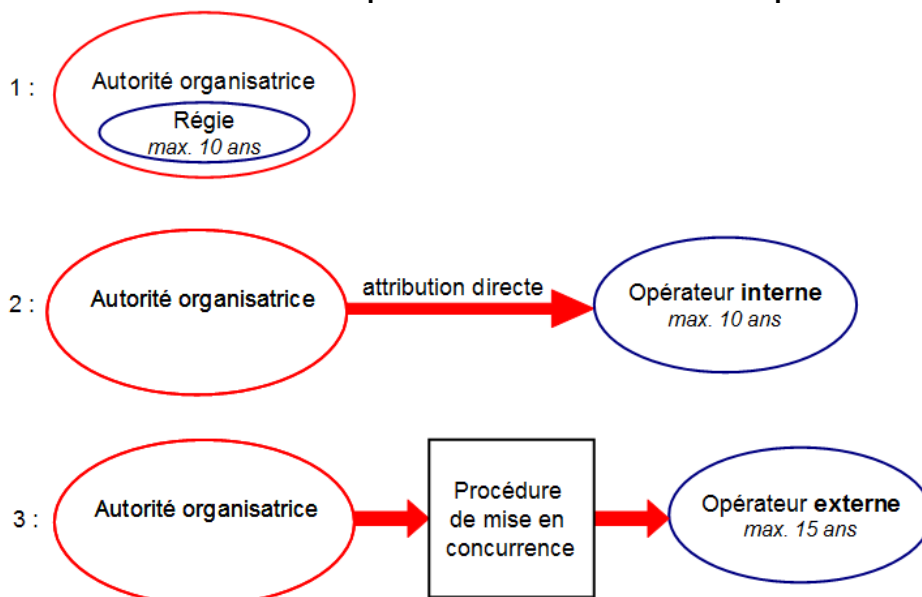 1 :
Autorité organisatrice
Régie
max. 10 ans
2 :
Autorité organisatrice
attribution directe
Opérateur interne
max. 10 ans
3 :
Autorité organisatrice
Procédure
de mise en
concurrence
Opérateur externe
max. 15 ans